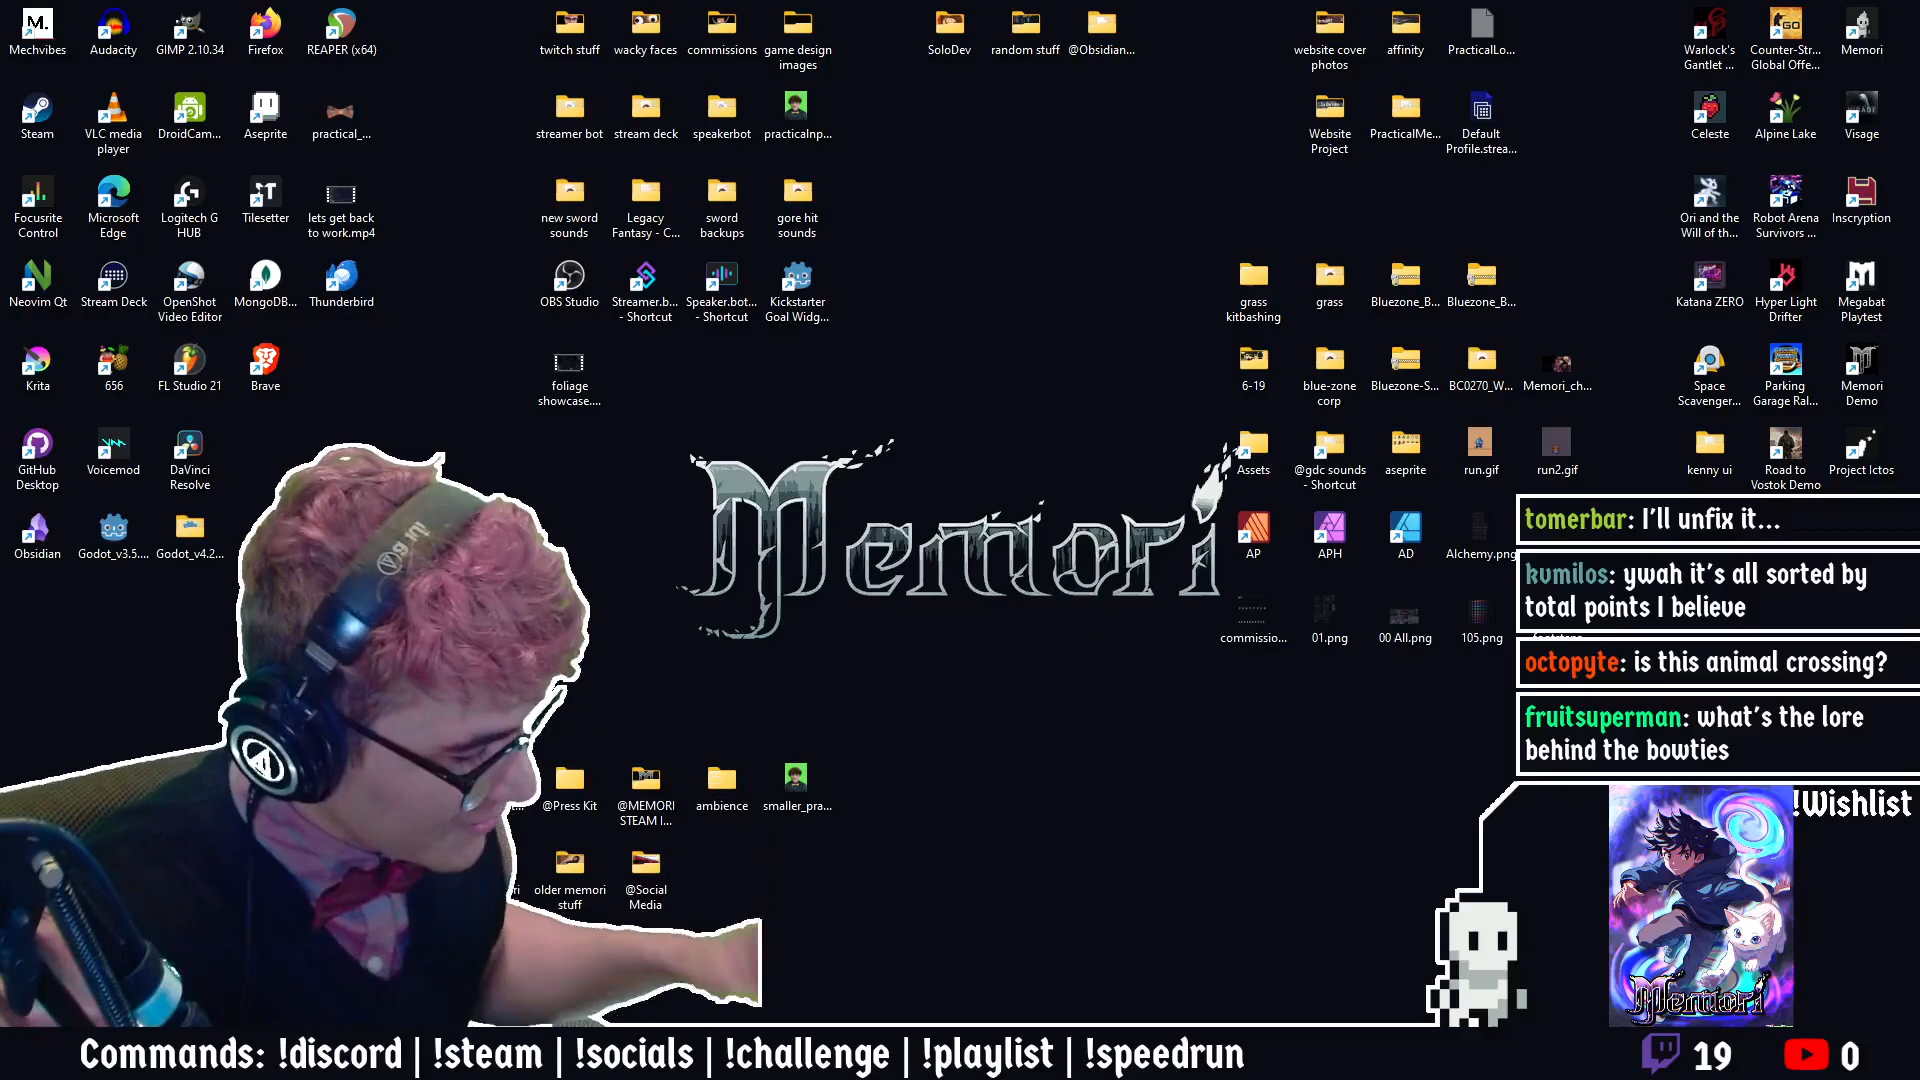 Mechvibes
Audacity
GIMP 2.10.34
Firefox
REAPER (x64)
twitch stuff
wacky faces
commissions
game design
images
SoloDev
random stuff
@Obsidian...
website cover
photos
affinity
PracticalLo...
Warlock's
Gantlet ...
Counter-Str...
Global Offe...
Memori
Steam
VLC media
player
DroidCam...
Aseprite
practical_...
streamer bot
stream deck
speakerbot
practicalnp...
Website
Project
PracticalMe...
Default
Profile.strea...
Celeste
Alpine Lake
Visage
Focusrite
Control
Microsoft
Edge
Logitech G
HUB
Tilesetter
lets get back
to work.mp4
new sword
sounds
Legacy
Fantasy - C...
sword
backups
gore hit
sounds
Ori and the
Will of th...
Robot Arena
Survivors ...
Inscryption
Neovim Qt
Stream Deck
OpenShot
Video Editor
MongoDB...
Thunderbird
OBS Studio
Streamer.b...
- Shortcut
Speaker.bot...
- Shortcut
Kickstarter
Goal Widg...
grass
kitbashing
grass
Bluezone_B...
Bluezone_B...
Katana ZERO
Hyper Light
Drifter
Megabat
Playtest
Krita
656
FL Studio 21
Brave
foliage
showcase....
6-19
blue-zone
corp
Bluezone-S...
BC0270_W...
Memori_ch...
Space
Scavenger...
Parking
Garage Ral...
Memori
Demo
GitHub
Desktop
Voicemod
DaVinci
Resolve
Assets
@gdc sounds
- Shortcut
aseprite
run.gif
run2.gif
kenny ui
Road to
Vostok Demo
Project Ictos
Obsidian
Godot_v3.5....
Godot_v4.2...
Memori
AP
APH
AD
Alchemy.png
commissio...
01.png
00 All.png
105.png
tomerbar: I'll unfix it...
kvmilos: ywah it's all sorted by
total points I believe
octopyte: is this animal crossing?
fruitsuperman: what's the lore
behind the bowties
@Press Kit
@MEMORI
STEAM I...
ambience
smaller_pra...
older memori
stuff
@Social
Media
!Wishlist
Memori
Commands: !discord | !steam | !socials | !challenge | !playlist | !speedrun
19
0